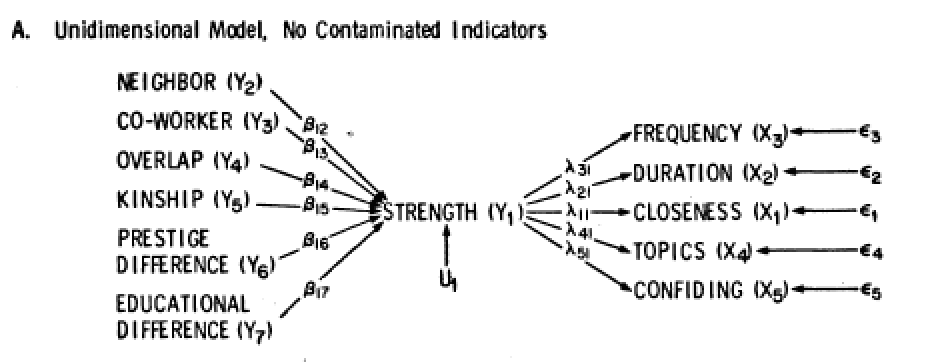 A. Unidimensional Model, No Contaminated Indicators
NEIGHBOR (Y₂)
CO-WORKER (Y₃)
OVERLAP (Y₄)
KINSHIP (Y₅)
PRESTIGE
DIFFERENCE (Y₆)
EDUCATIONAL
DIFFERENCE (Y₇)
β₁₂
β₁₃
β₁₄
β₁₅
β₁₆
β₁₇
STRENGTH (Y₁)
U₁
λ₃₁
λ₂₁
λ₁₁
λ₄₁
λ₅₁
FREQUENCY (X₃) ϵ₃
DURATION (X₂) ϵ₂
CLOSENESS (X₁) ϵ₁
TOPICS (X₄) ϵ₄
CONFIDING (X₅) ϵ₅